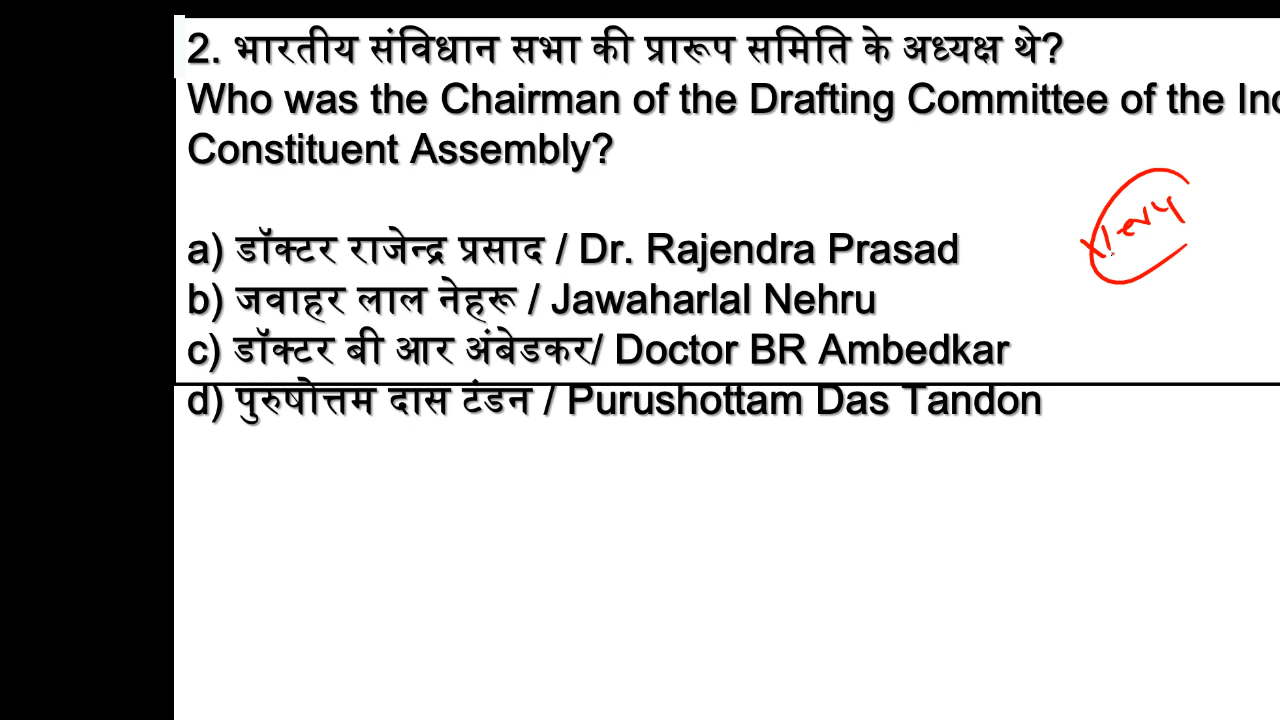 2. भारतीय संविधान सभा की प्रारूप समिति के अध्यक्ष थे?
Who was the Chairman of the Drafting Committee of the
Constituent Assembly?
a) डॉक्टर राजेन्द्र प्रसाद / Dr. Rajendra Prasad
b) जवाहर लाल नेहरू / Jawaharlal Nehru
c) डॉक्टर बी आर अंबेडकर/ Doctor BR Ambedkar
d) पुरुषोत्तम दास टंडन / Purushottam Das Tandon